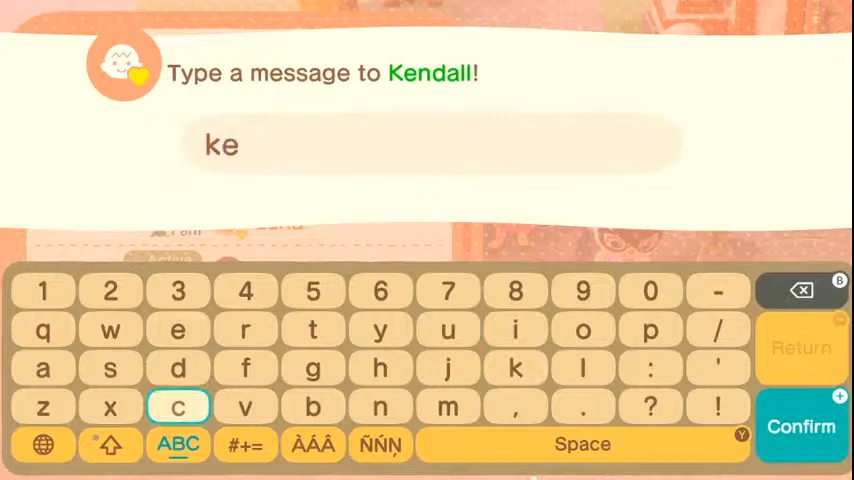 Type a message to Kendall!
ke
Active
1 2 3 4 5 6 7 8 9 0 - B
q w e r t y u i o p / Return
a s d f g h j k l : '
z x c v b n m , . ? ! + Confirm
ABC #+= ÀÁÂ ÑŃŅ Space Y